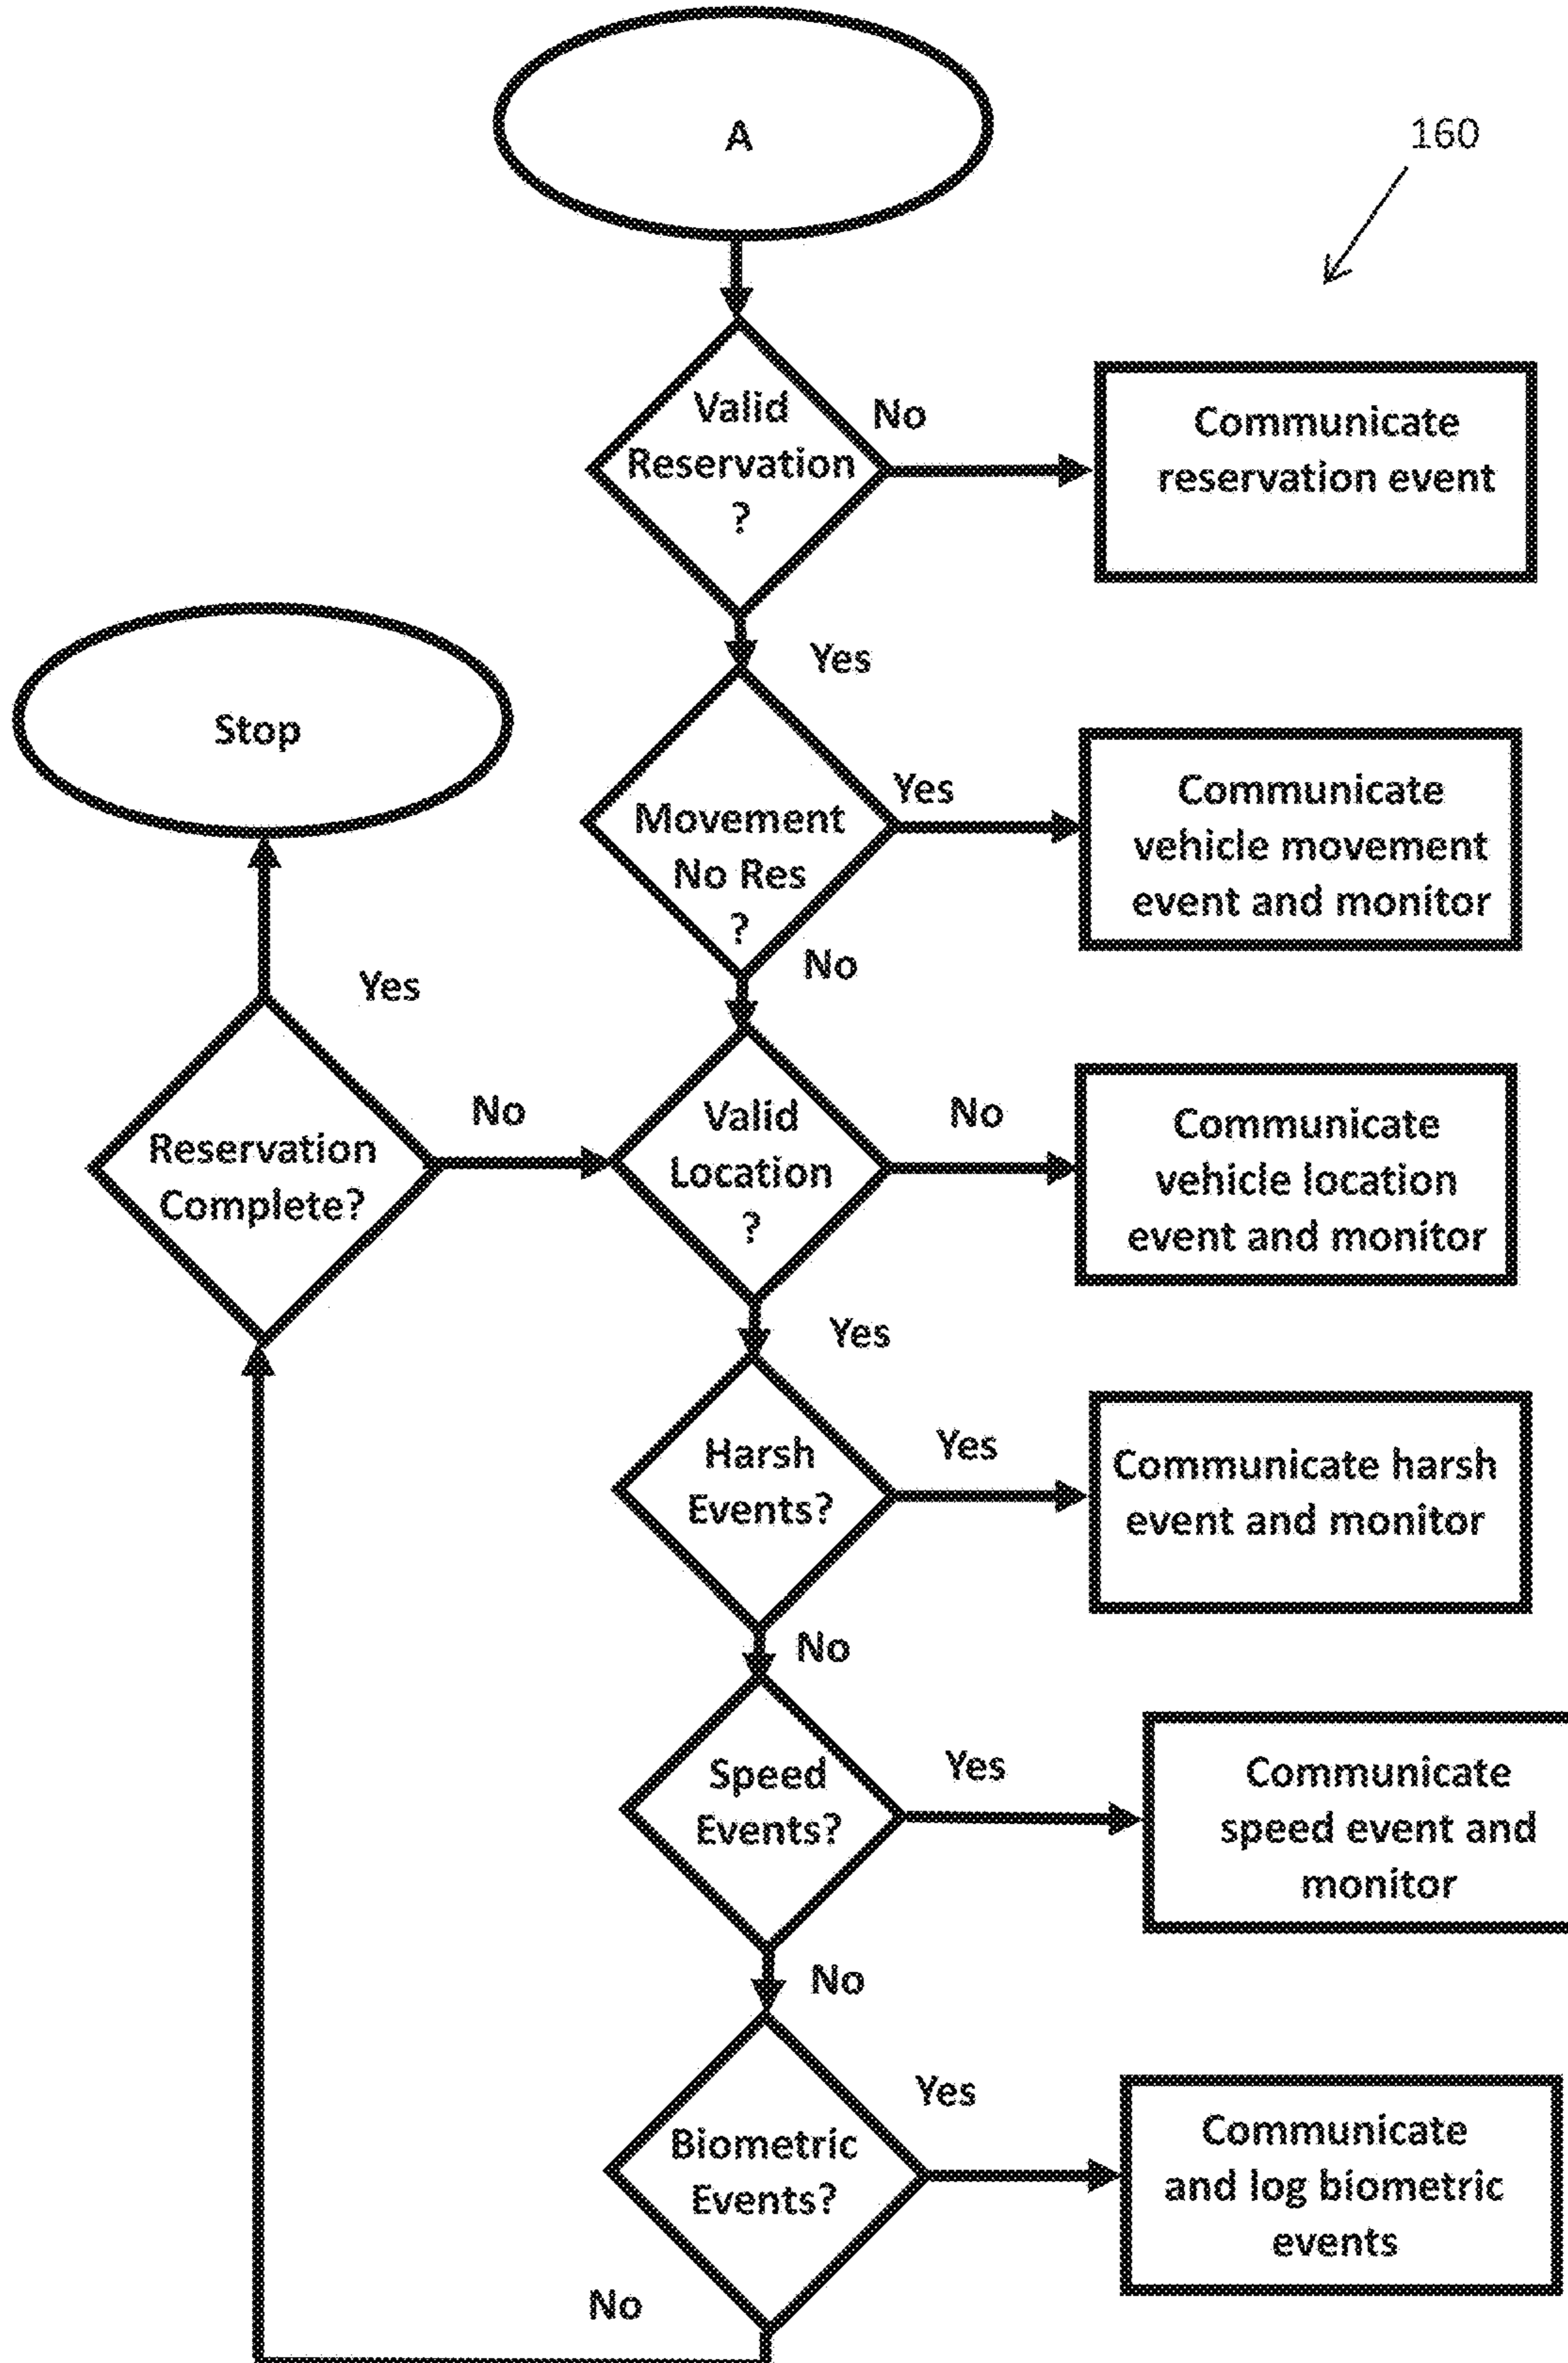 A
160
Valid
Reservation
?
No
Communicate
reservation event
Yes
Stop
Movement
No Res
?
Yes
Communicate
vehicle movement
event and monitor
No
Yes
Reservation
Complete?
No
Valid
Location
?
No
Communicate
vehicle location
event and monitor
Yes
Harsh
Events?
Yes
Communicate harsh
event and monitor
No
Speed
Events?
Yes
Communicate
speed event and
monitor
No
Biometric
Events?
Yes
Communicate
and log biometric
events
No